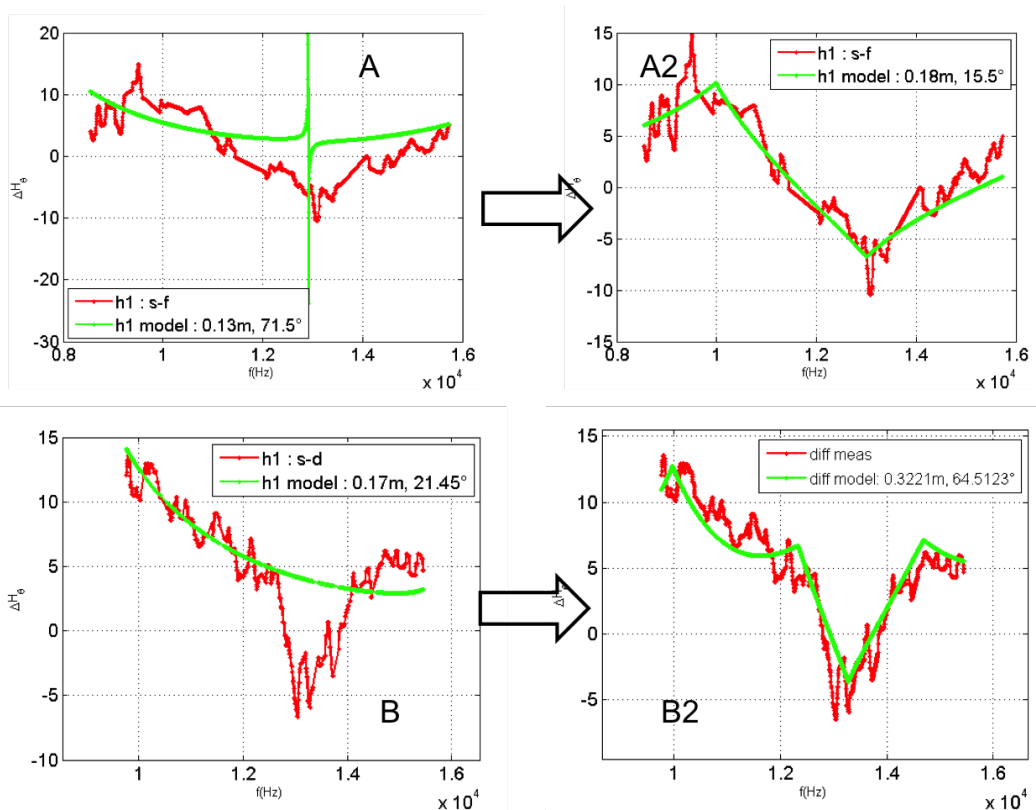 20
10
0
-10
-20
-30
ΔH_θ
A
h1 : s-f
h1 model : 0.13m, 71.5°
0.8
1
1.2
1.4
1.6
f(Hz)
x 10^4
15
10
5
0
-5
-10
-15
ΔH_θ
A2
h1 : s-f
h1 model : 0.18m, 15.5°
0.8
1
1.2
1.4
1.6
f(Hz)
x 10^4
15
10
5
0
-5
-10
ΔH_θ
h1 : s-d
h1 model : 0.17m, 21.45°
B
1
1.2
1.4
1.6
f(Hz)
x 10^4
15
10
5
0
-5
ΔH_θ
diff meas
diff model: 0.3221m, 64.5123°
B2
1
1.2
1.4
1.6
f(Hz)
x 10^4